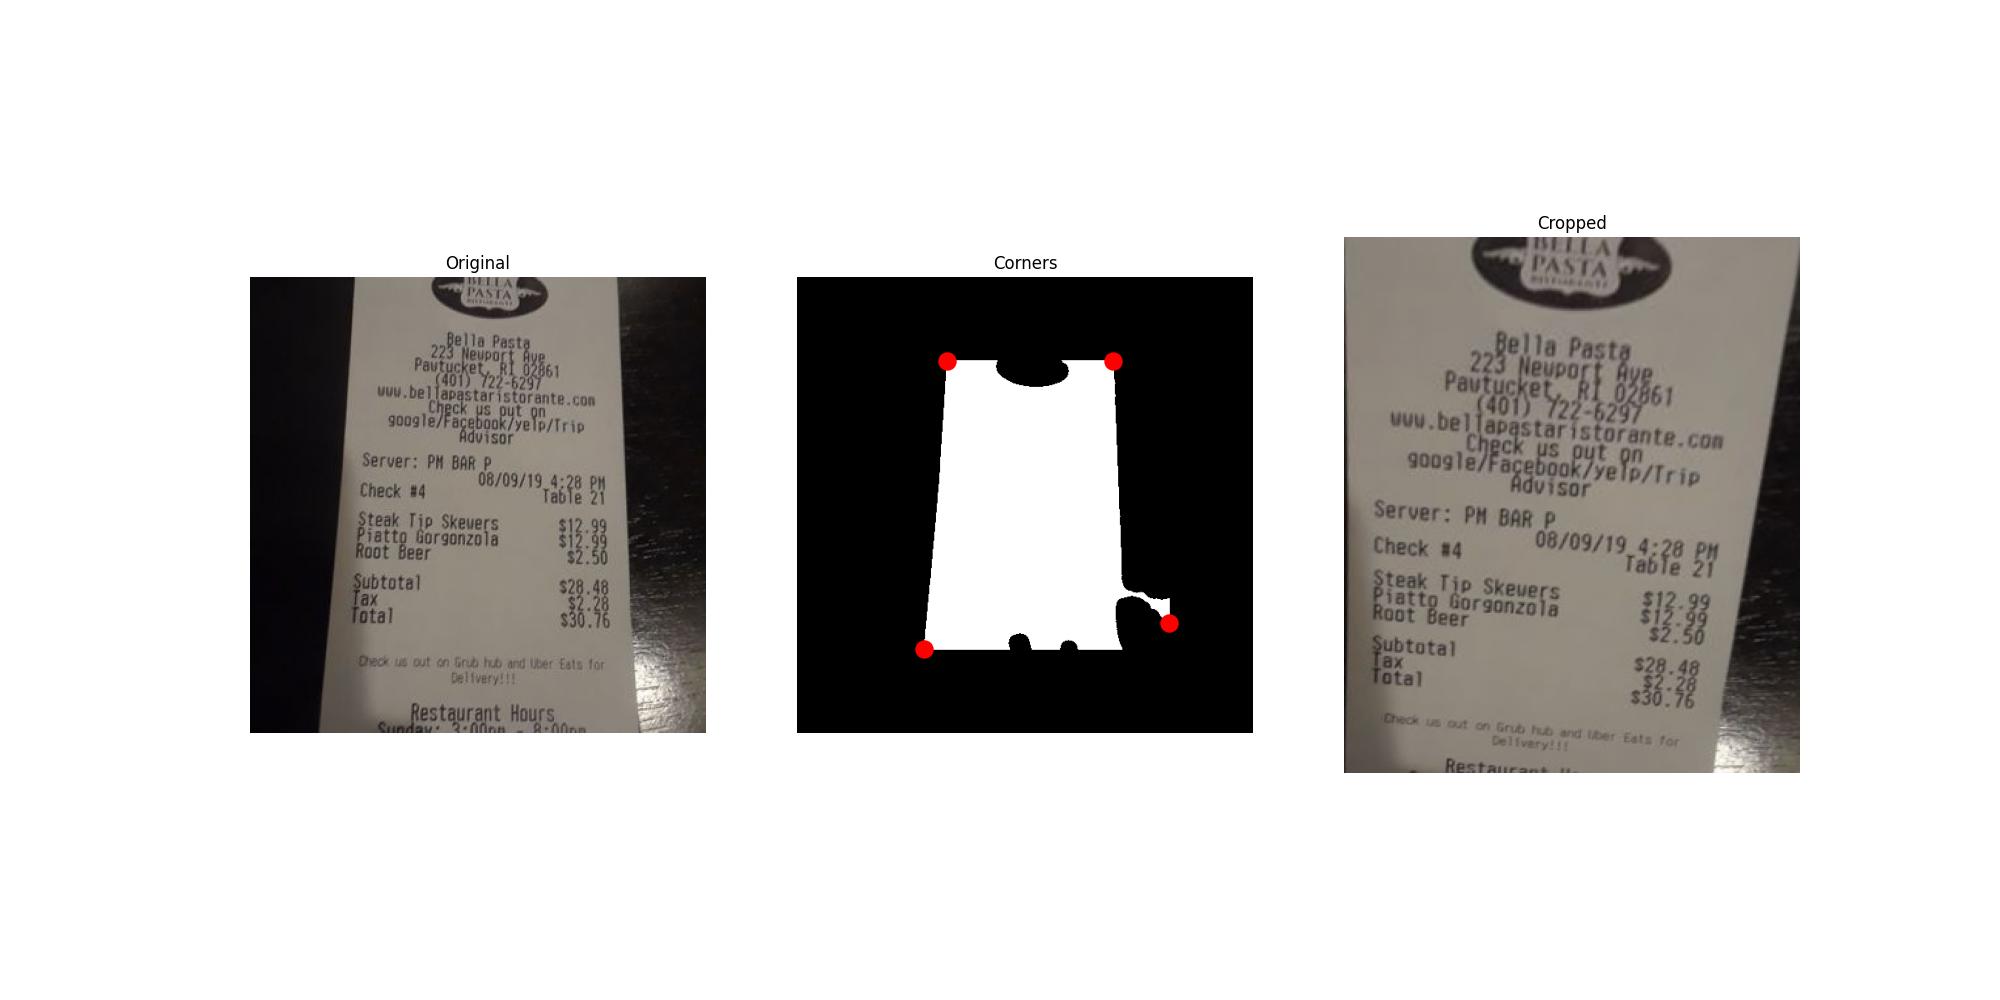 Original
BELLA
PASTA
RISTORANTE
Bella Pasta
223 Newport Ave
Pawtucket, RI 02861
(401) 722-6297
www.bellapastaristorante.com
Check us out on
google/Facebook/yelp/Trip
Advisor
Server: PM BAR P
08/09/19 4:28 PM
Check #4
Table 21
Steak Tip Skewers $12.99
Piatto Gorgonzola $12.99
Root Beer $2.50
Subtotal $28.48
Tax $2.28
Total $30.76
Check us out on Grub hub and Uber Eats for
Delivery!!!
Restaurant Hours
Sunday: 3:00pm - 8:00pm
Corners
Cropped
BELLA
PASTA
RISTORANTE
Bella Pasta
223 Newport Ave
Pawtucket, RI 02861
(401) 722-6297
www.bellapastaristorante.com
Check us out on
google/Facebook/yelp/Trip
Advisor
Server: PM BAR P
08/09/19 4:28 PM
Check #4
Table 21
Steak Tip Skewers $12.99
Piatto Gorgonzola $12.99
Root Beer $2.50
Subtotal $28.48
Tax $2.28
Total $30.76
Check us out on Grub hub and Uber Eats for
Delivery!!!
Restaurant